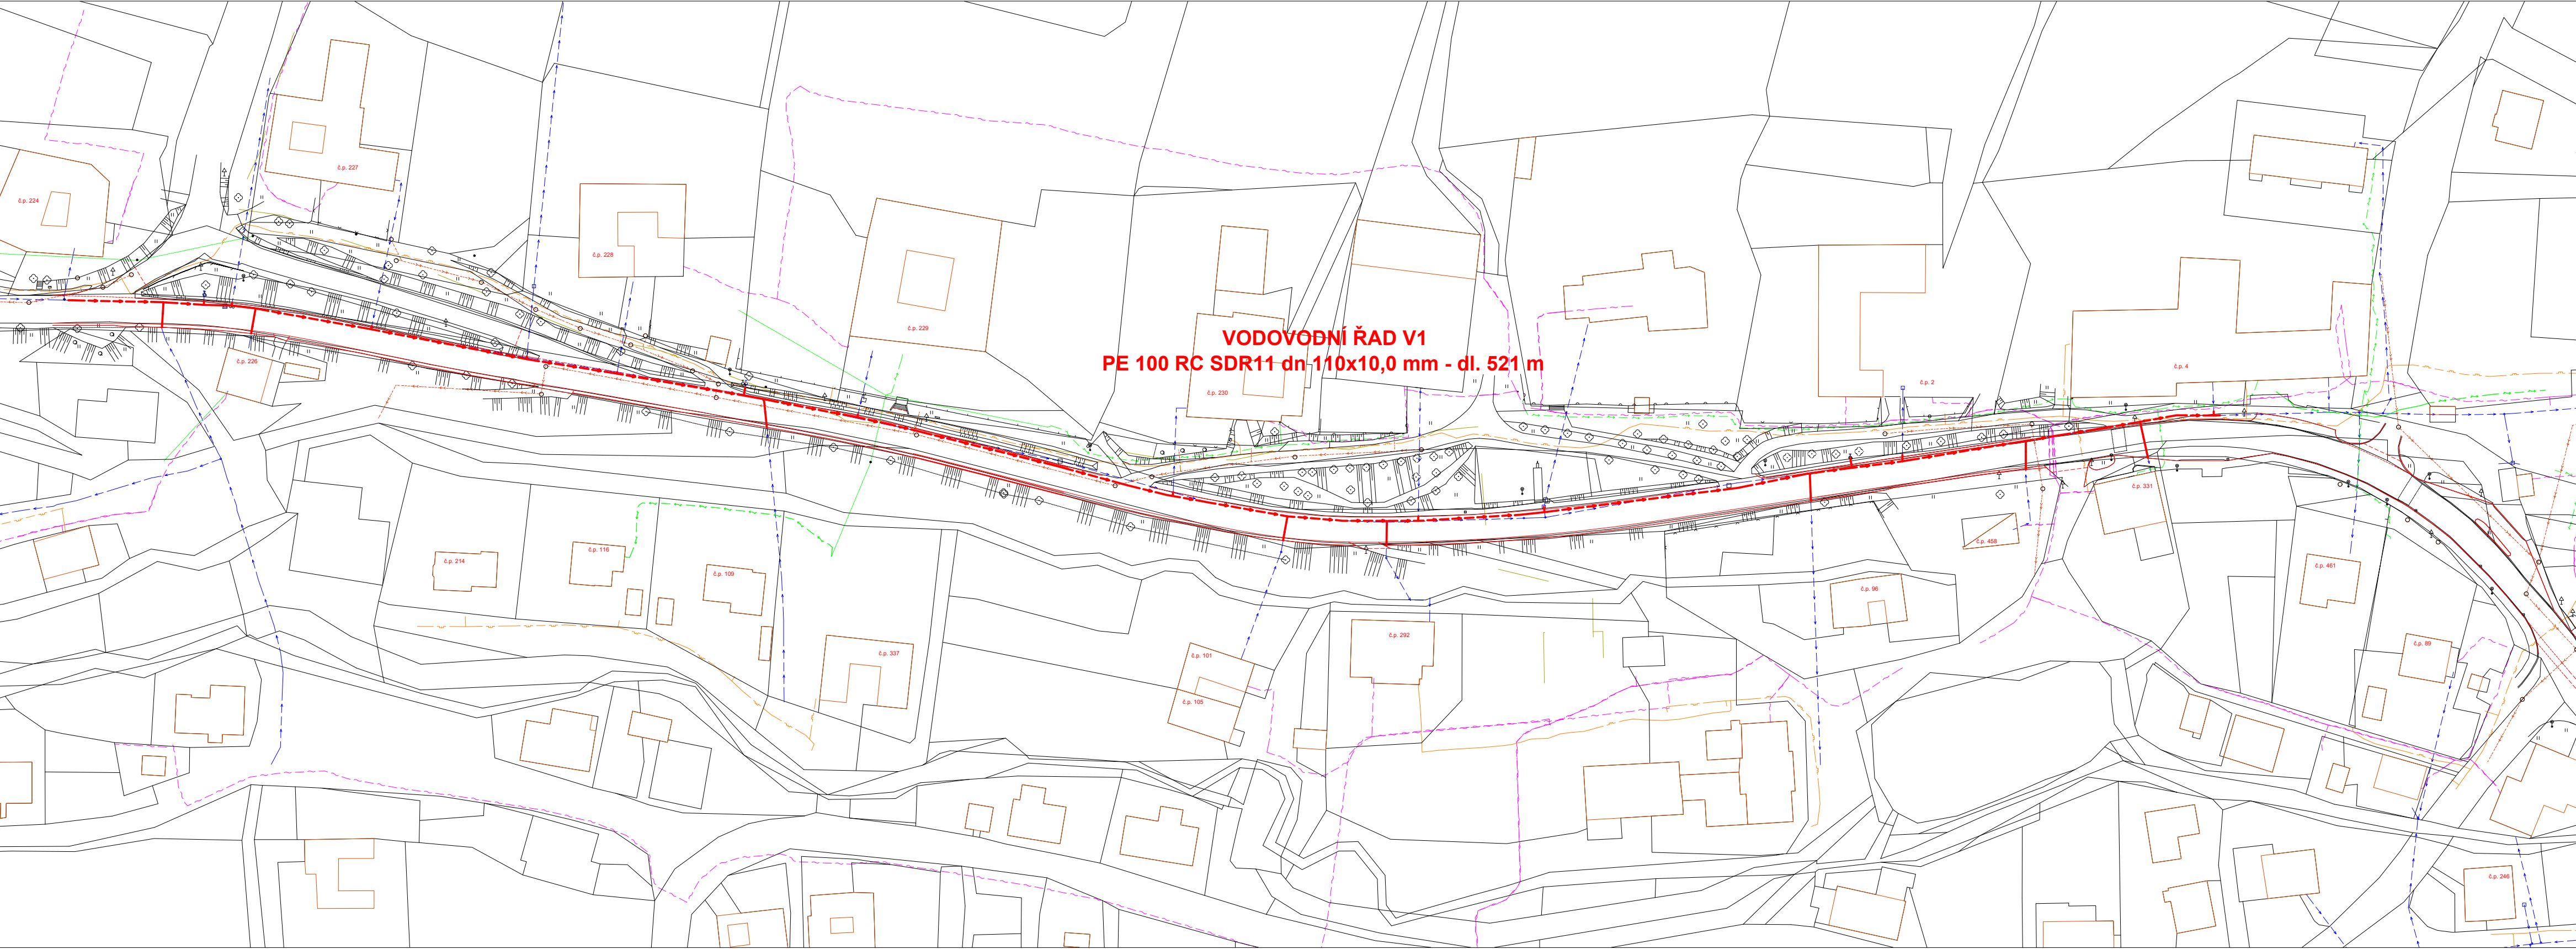 č.p. 227
č.p. 224
č.p. 228
č.p. 229
VODOVODNÍ ŘAD V1
PE 100 RC SDR11 dn 110x10,0 mm - dl. 521 m
č.p. 226
č.p. 230
č.p. 2
č.p. 4
č.p. 331
č.p. 458
č.p. 116
č.p. 214
č.p. 109
č.p. 461
č.p. 96
č.p. 292
č.p. 89
č.p. 337
č.p. 101
č.p. 105
č.p. 246